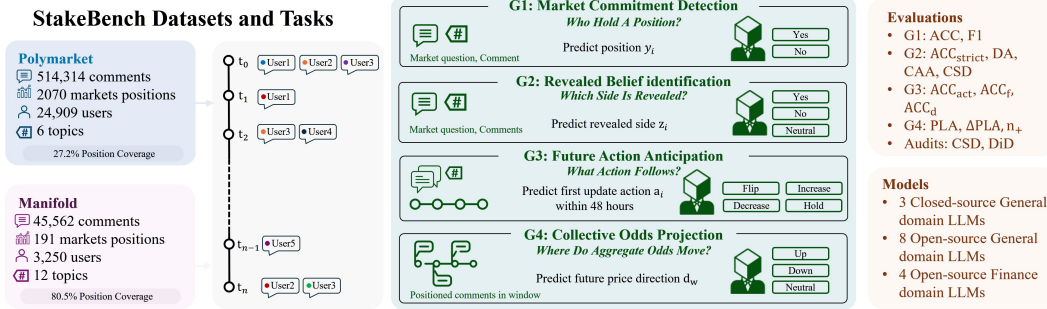 StakeBench Datasets and Tasks
Polymarket
514,314 comments
2070 markets positions
24,909 users
6 topics
27.2% Position Coverage
Manifold
45,562 comments
191 markets positions
3,250 users
12 topics
80.5% Position Coverage
t0 User1 User2 User3
t1 User1
t2 User3 User4
tn−1 User5
tn User2 User3
G1: Market Commitment Detection
Who Hold A Position?
Predict position yi
Market question, Comment
Yes
No
G2: Revealed Belief identification
Which Side Is Revealed?
Predict revealed side zi
Market question, Comments
Yes
No
Neutral
G3: Future Action Anticipation
What Action Follows?
Predict first update action ai
within 48 hours
Flip Increase
Decrease Hold
G4: Collective Odds Projection
Where Do Aggregate Odds Move?
Predict future price direction dw
Positioned comments in window
Up
Down
Neutral
Evaluations
• G1: ACC, F1
• G2: ACCstrict, DA,
CAA, CSD
• G3: ACCact, ACCf,
ACCd
• G4: PLA, ΔPLA, n+
• Audits: CSD, DiD
Models
• 3 Closed-source General
domain LLMs
• 8 Open-source General
domain LLMs
• 4 Open-source Finance
domain LLMs